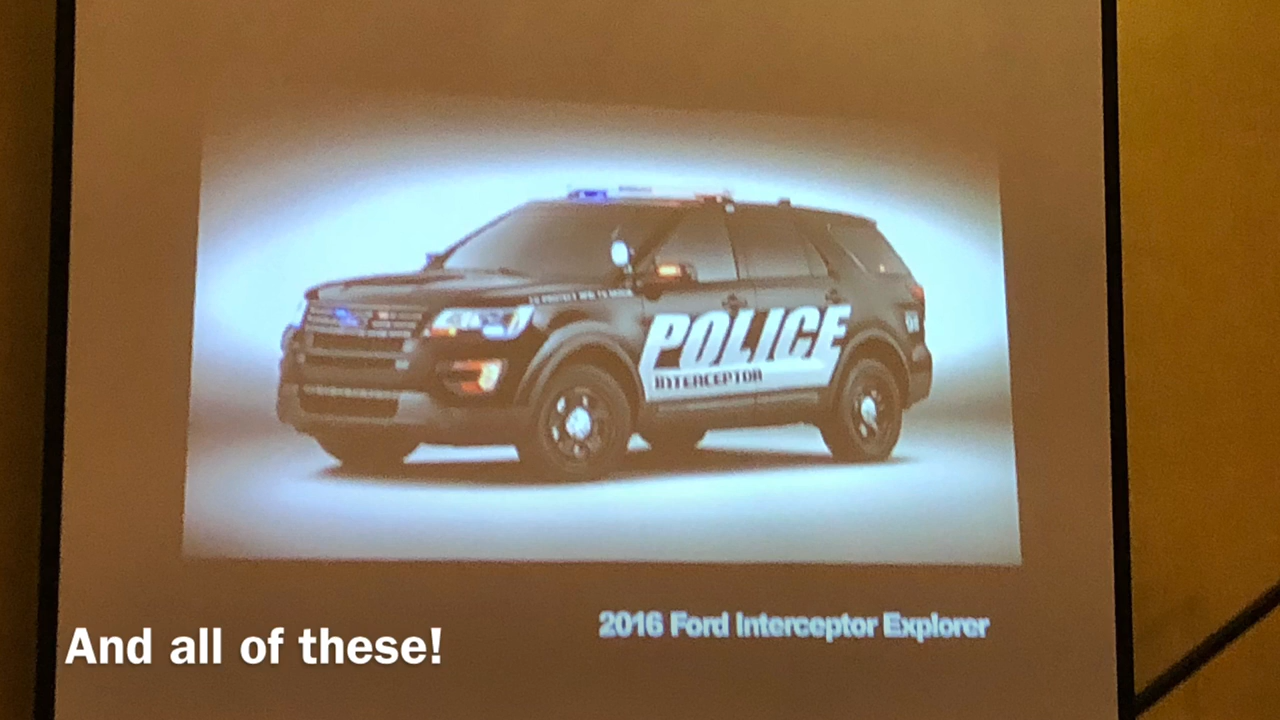 POLICE
INTERCEPTOR
2016 Ford Interceptor Explorer
And all of these!